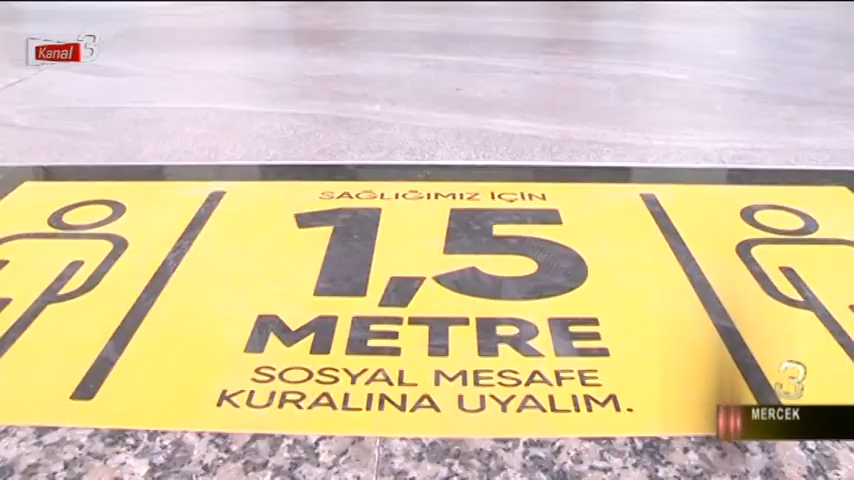 Kanal 3
SAĞLIĞIMIZ İÇİN
1,5
METRE
SOSYAL MESAFE
KURALINA UYALIM.
3
MERCEK